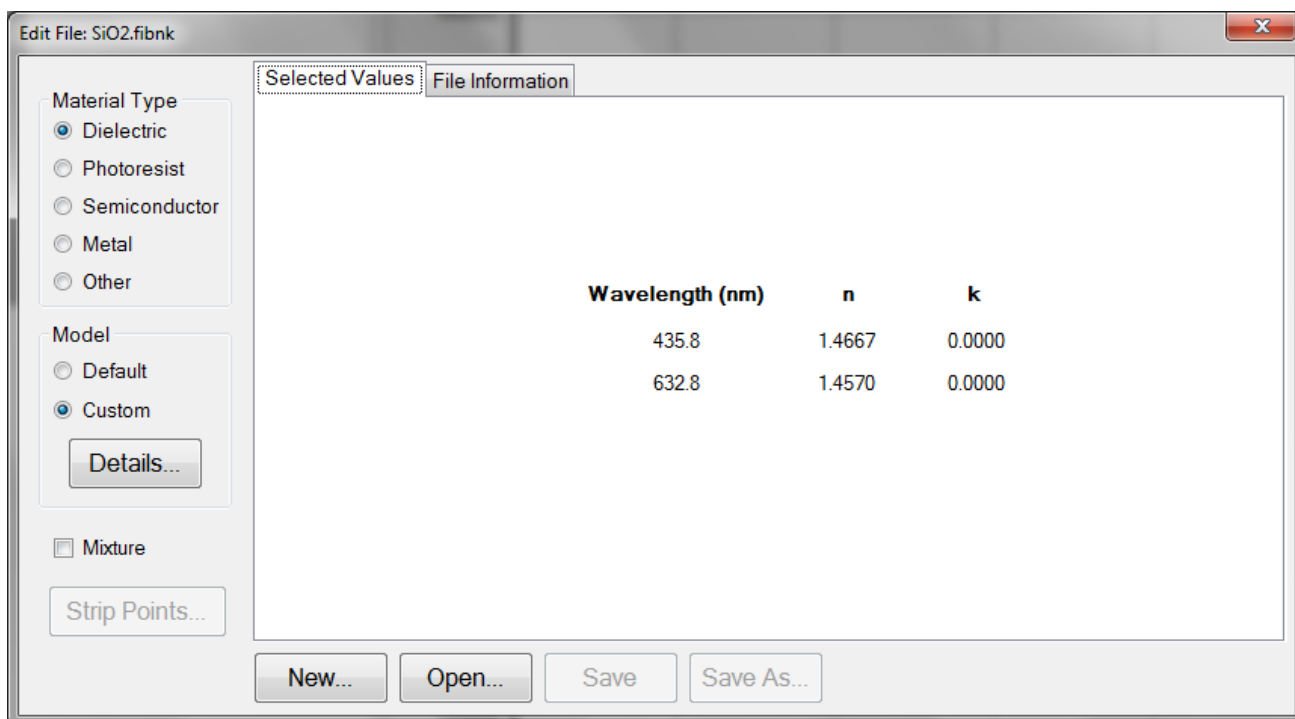 Edit File: SiO2.fibnk
X
Selected Values
File Information
Material Type
Dielectric
Photoresist
Semiconductor
Metal
Other
Model
Default
Custom
Details...
Mixture
Strip Points...
Wavelength (nm) n k
435.8 1.4667 0.0000
632.8 1.4570 0.0000
New...
Open...
Save
Save As...